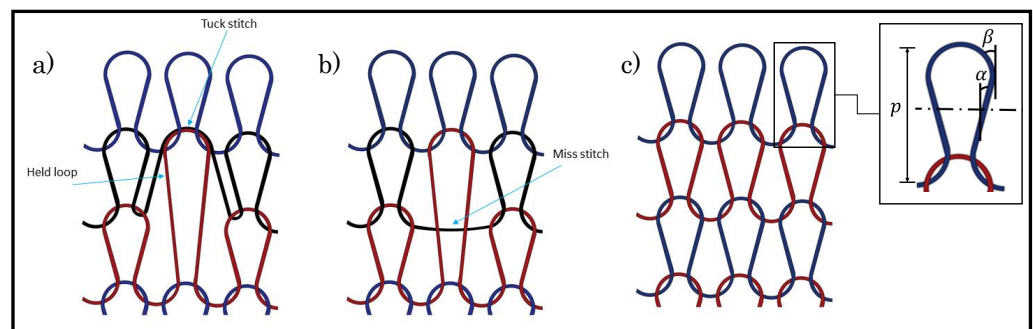 Tuck stitch
a)
b)
c)
β
α
p
Held loop
Miss stitch